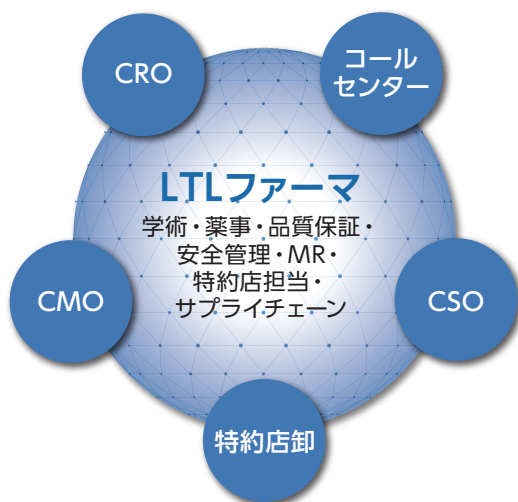 CRO
コール
センター
LTLファーマ
学術・薬事・品質保証・
安全管理・MR・
特約店担当・
サプライチェーン
CMO
CSO
特約店卸